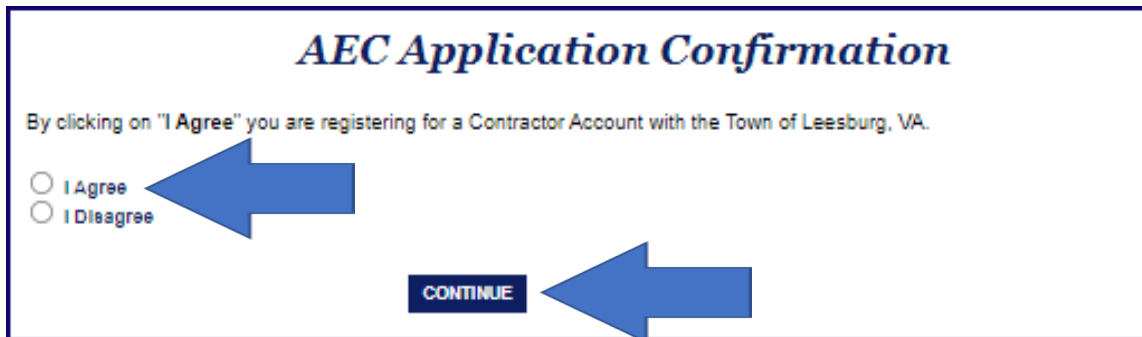 AEC Application Confirmation
By clicking on "I Agree" you are registering for a Contractor Account with the Town of Leesburg, VA.
I Agree
I Disagree
CONTINUE